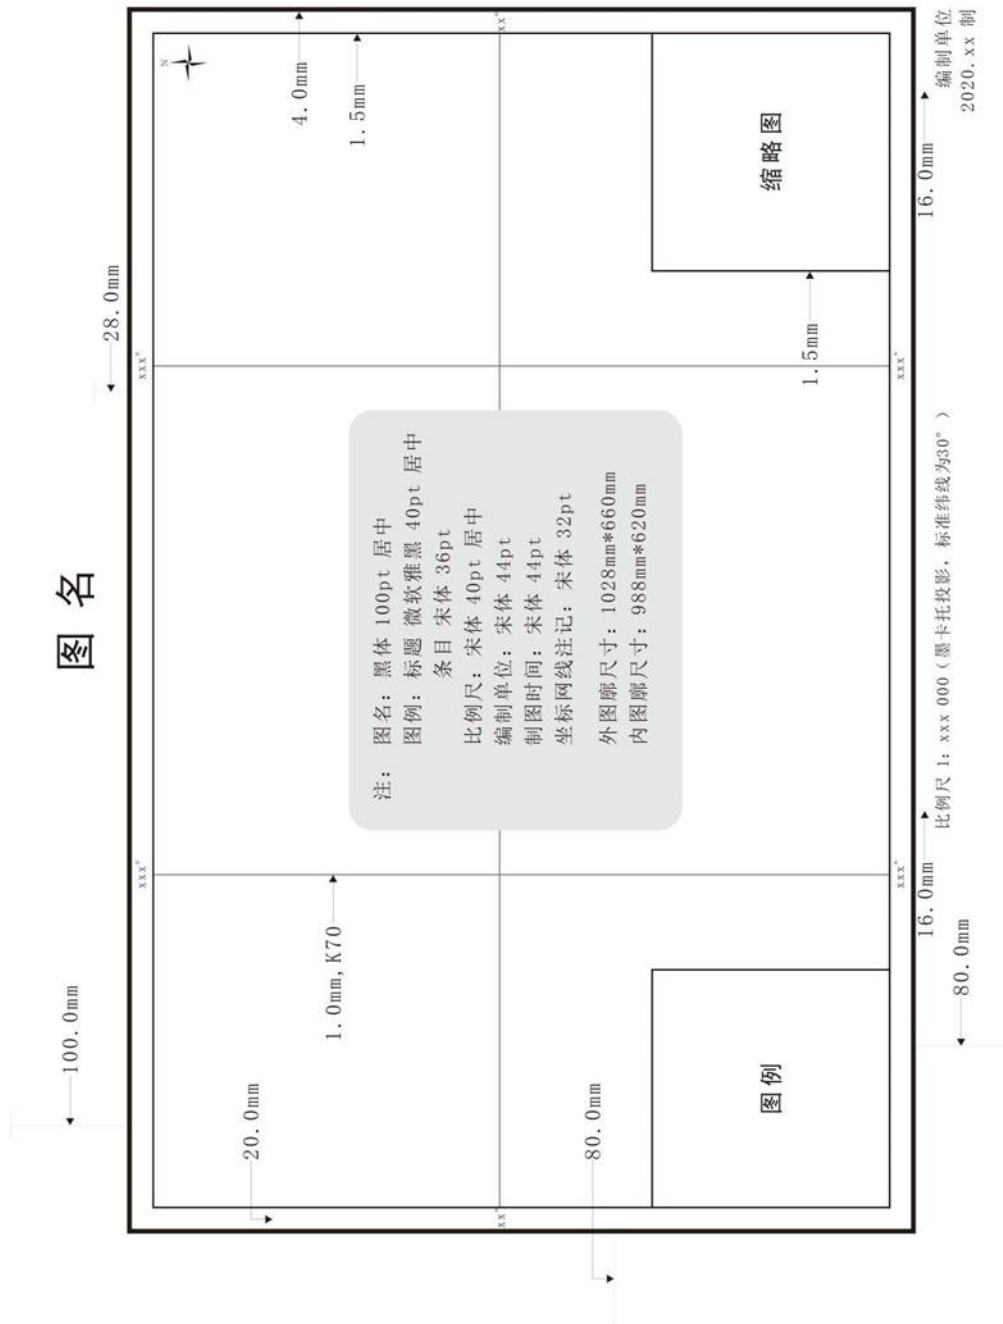 图 名
100.0mm
28.0mm
xxx°
xxx°
N
20.0mm
4.0mm
1.0mm,K70
1.5mm
注： 图名：黑体 100pt 居中
图例：标题 微软雅黑 40pt 居中
条目 宋体 36pt
比例尺：宋体 40pt 居中
编制单位：宋体 44pt
制图时间：宋体 44pt
坐标网线注记：宋体 32pt
外图廓尺寸：1028mm*660mm
内图廓尺寸：988mm*620mm
xx°
xx°
80.0mm
1.5mm
图例
缩略图
xxx°
xxx°
16.0mm
16.0mm
80.0mm
比例尺 1：xxx 000（墨卡托投影，标准纬线为30°）
编制单位
2020.xx 制